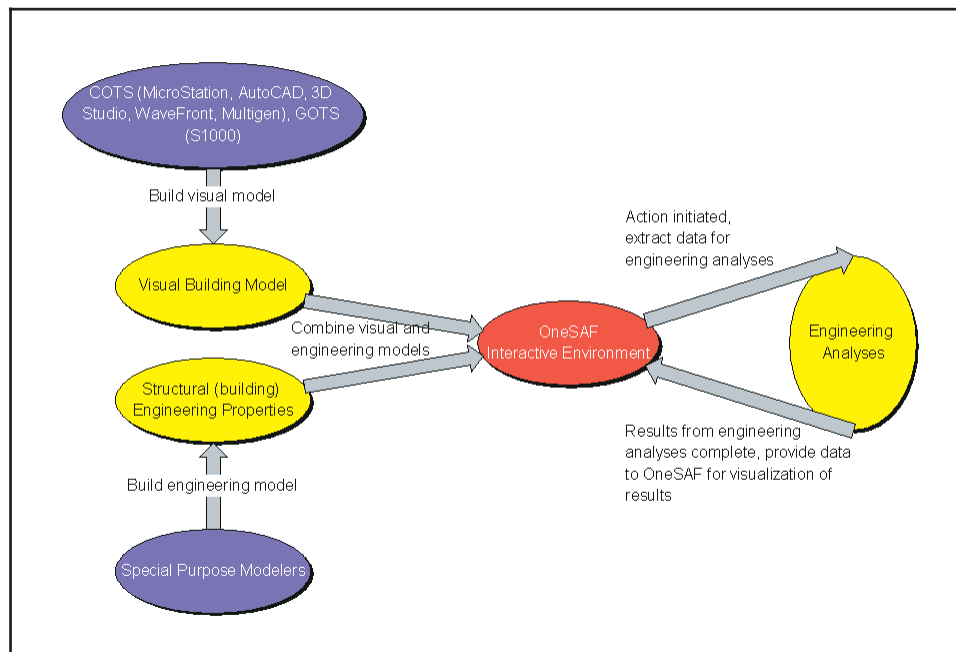 COTS (MicroStation, AutoCAD, 3D
Studio, WaveFront, Multigen), GOTS
(S1000)
Build visual model
Visual Building Model
Combine visual and
engineering models
Structural (building)
Engineering Properties
Build engineering model
Special Purpose Modelers
OneSAF
Interactive Environment
Action initiated,
extract data for
engineering analyses
Engineering
Analyses
Results from engineering
analyses complete, provide data
to OneSAF for visualization of
results